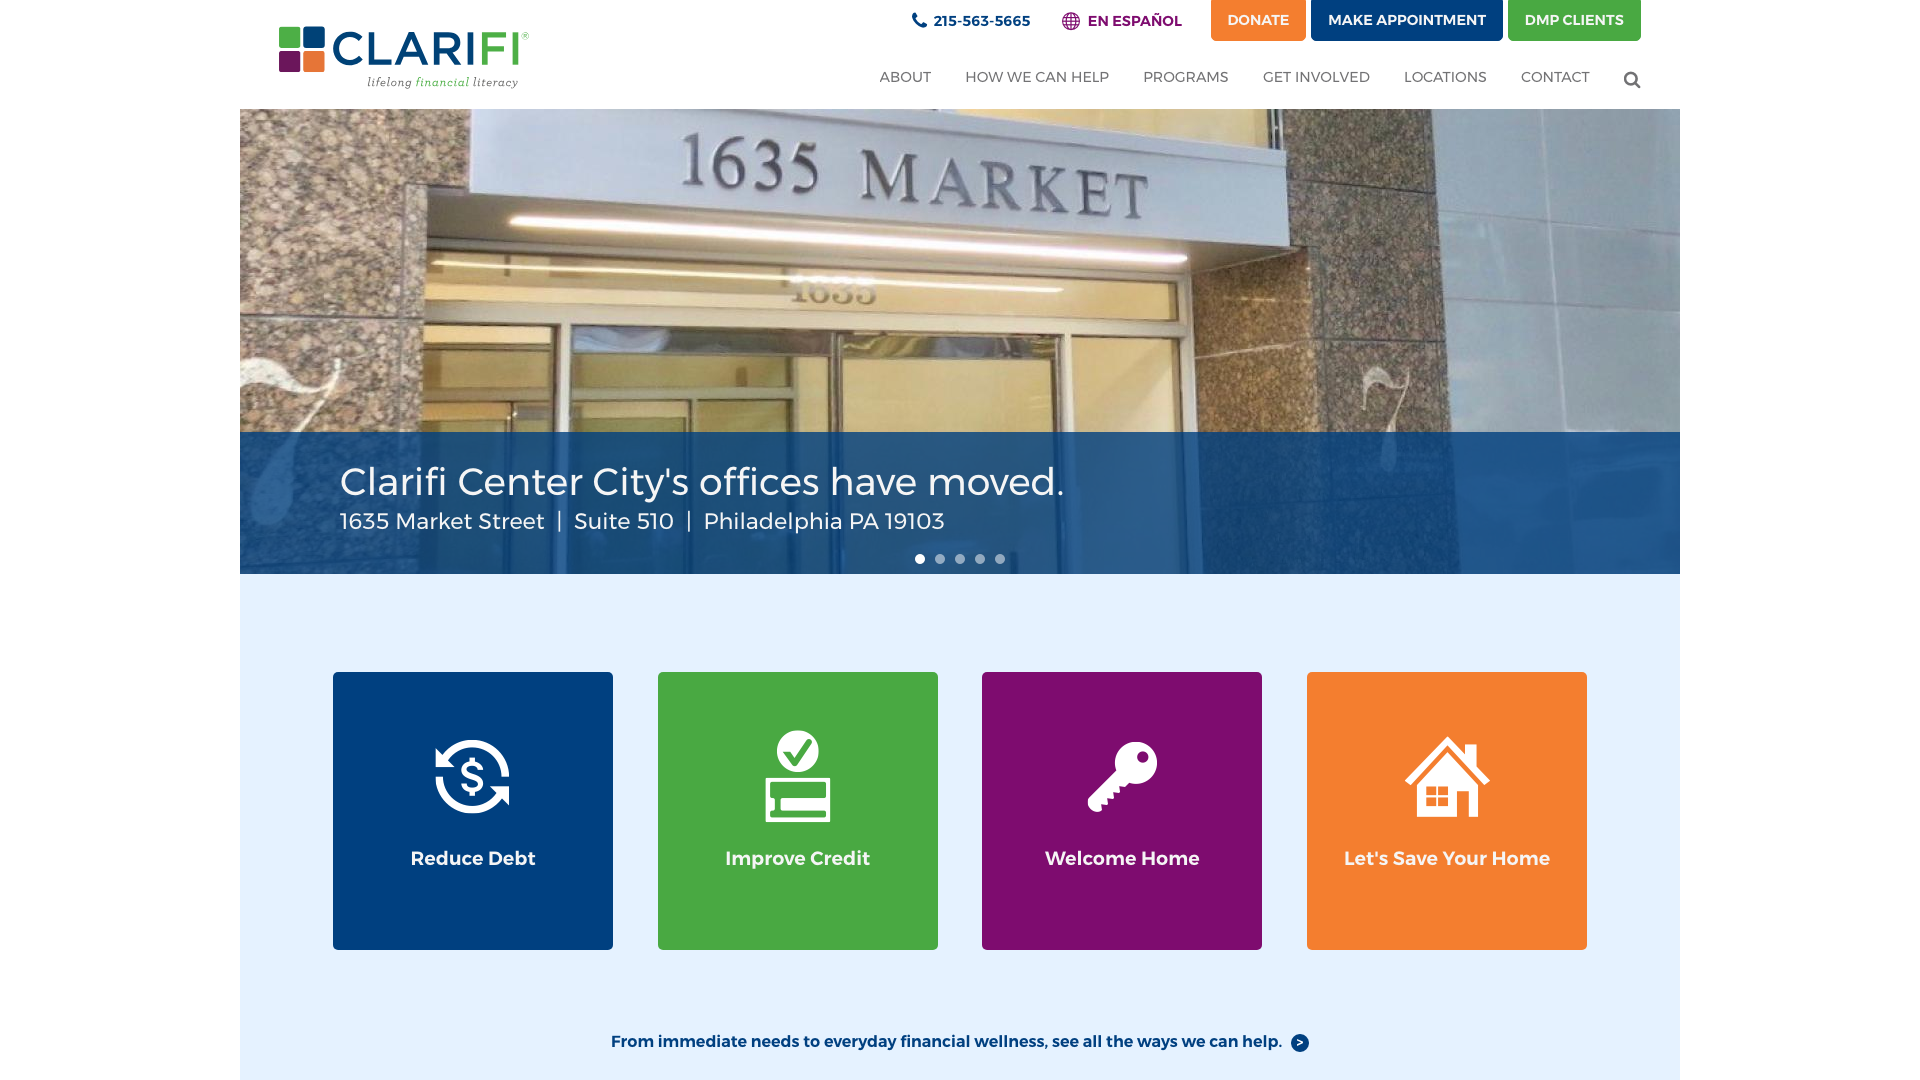 215-563-5665
EN ESPAÑOL
DONATE
MAKE APPOINTMENT
DMP CLIENTS
CLARIFI®
lifelong financial literacy
ABOUT
HOW WE CAN HELP
PROGRAMS
GET INVOLVED
LOCATIONS
CONTACT
1635 MARKET
1635
7
7
Clarifi Center City's offices have moved.
1635 Market Street | Suite 510 | Philadelphia PA 19103
Reduce Debt
Improve Credit
Welcome Home
Let's Save Your Home
From immediate needs to everyday financial wellness, see all the ways we can help. >